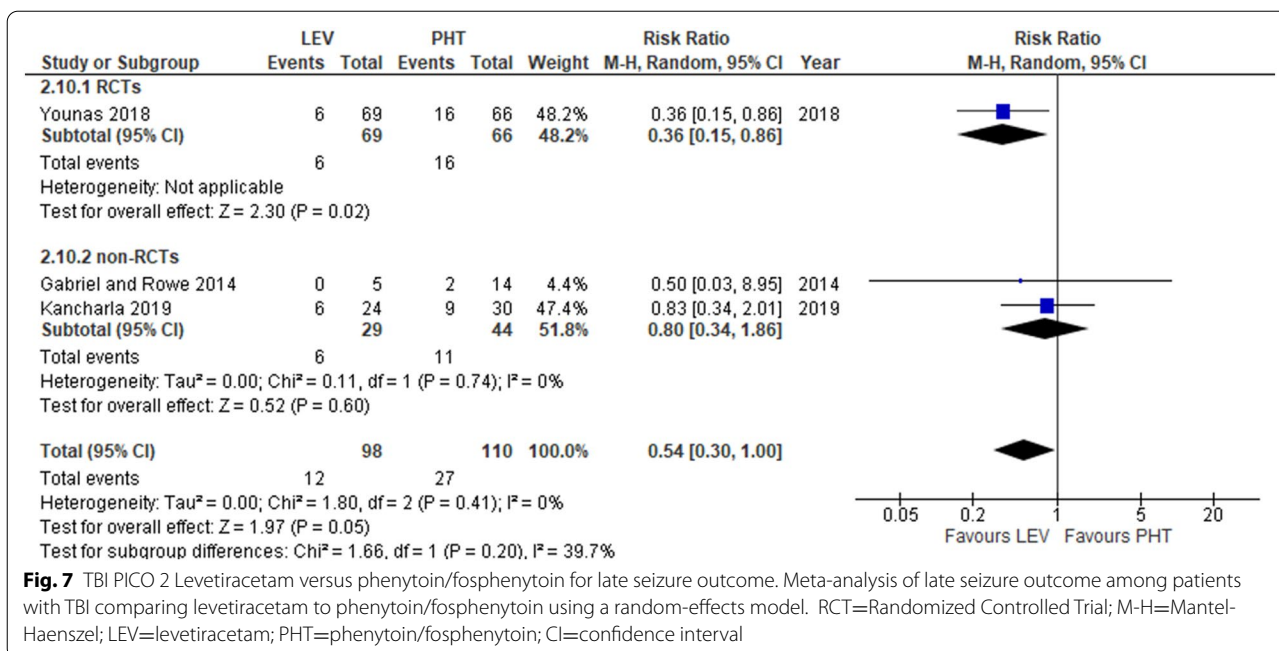 LEV PHT Risk Ratio Risk Ratio
Study or Subgroup Events Total Events Total Weight M-H, Random, 95% CI Year M-H, Random, 95% CI
2.10.1 RCTs
Younas 2018 6 69 16 66 48.2% 0.36 [0.15, 0.86] 2018
Subtotal (95% CI) 69 66 48.2% 0.36 [0.15, 0.86]
Total events 6 16
Heterogeneity: Not applicable
Test for overall effect: Z = 2.30 (P = 0.02)
2.10.2 non-RCTs
Gabriel and Rowe 2014 0 5 2 14 4.4% 0.50 [0.03, 8.95] 2014
Kancharla 2019 6 24 9 30 47.4% 0.83 [0.34, 2.01] 2019
Subtotal (95% CI) 29 44 51.8% 0.80 [0.34, 1.86]
Total events 6 11
Heterogeneity: Tau² = 0.00; Chi² = 0.11, df = 1 (P = 0.74); I² = 0%
Test for overall effect: Z = 0.52 (P = 0.60)
Total (95% CI) 98 110 100.0% 0.54 [0.30, 1.00]
Total events 12 27
Heterogeneity: Tau² = 0.00; Chi² = 1.80, df = 2 (P = 0.41); I² = 0%
Test for overall effect: Z = 1.97 (P = 0.05)
Test for subgroup differences: Chi² = 1.66, df = 1 (P = 0.20), I² = 39.7%
0.05 0.2 1 5 20
Favours LEV Favours PHT
Fig. 7 TBI PICO 2 Levetiracetam versus phenytoin/fosphenytoin for late seizure outcome. Meta-analysis of late seizure outcome among patients
with TBI comparing levetiracetam to phenytoin/fosphenytoin using a random-effects model. RCT=Randomized Controlled Trial; M-H=Mantel-
Haenszel; LEV=levetiracetam; PHT=phenytoin/fosphenytoin; CI=confidence interval